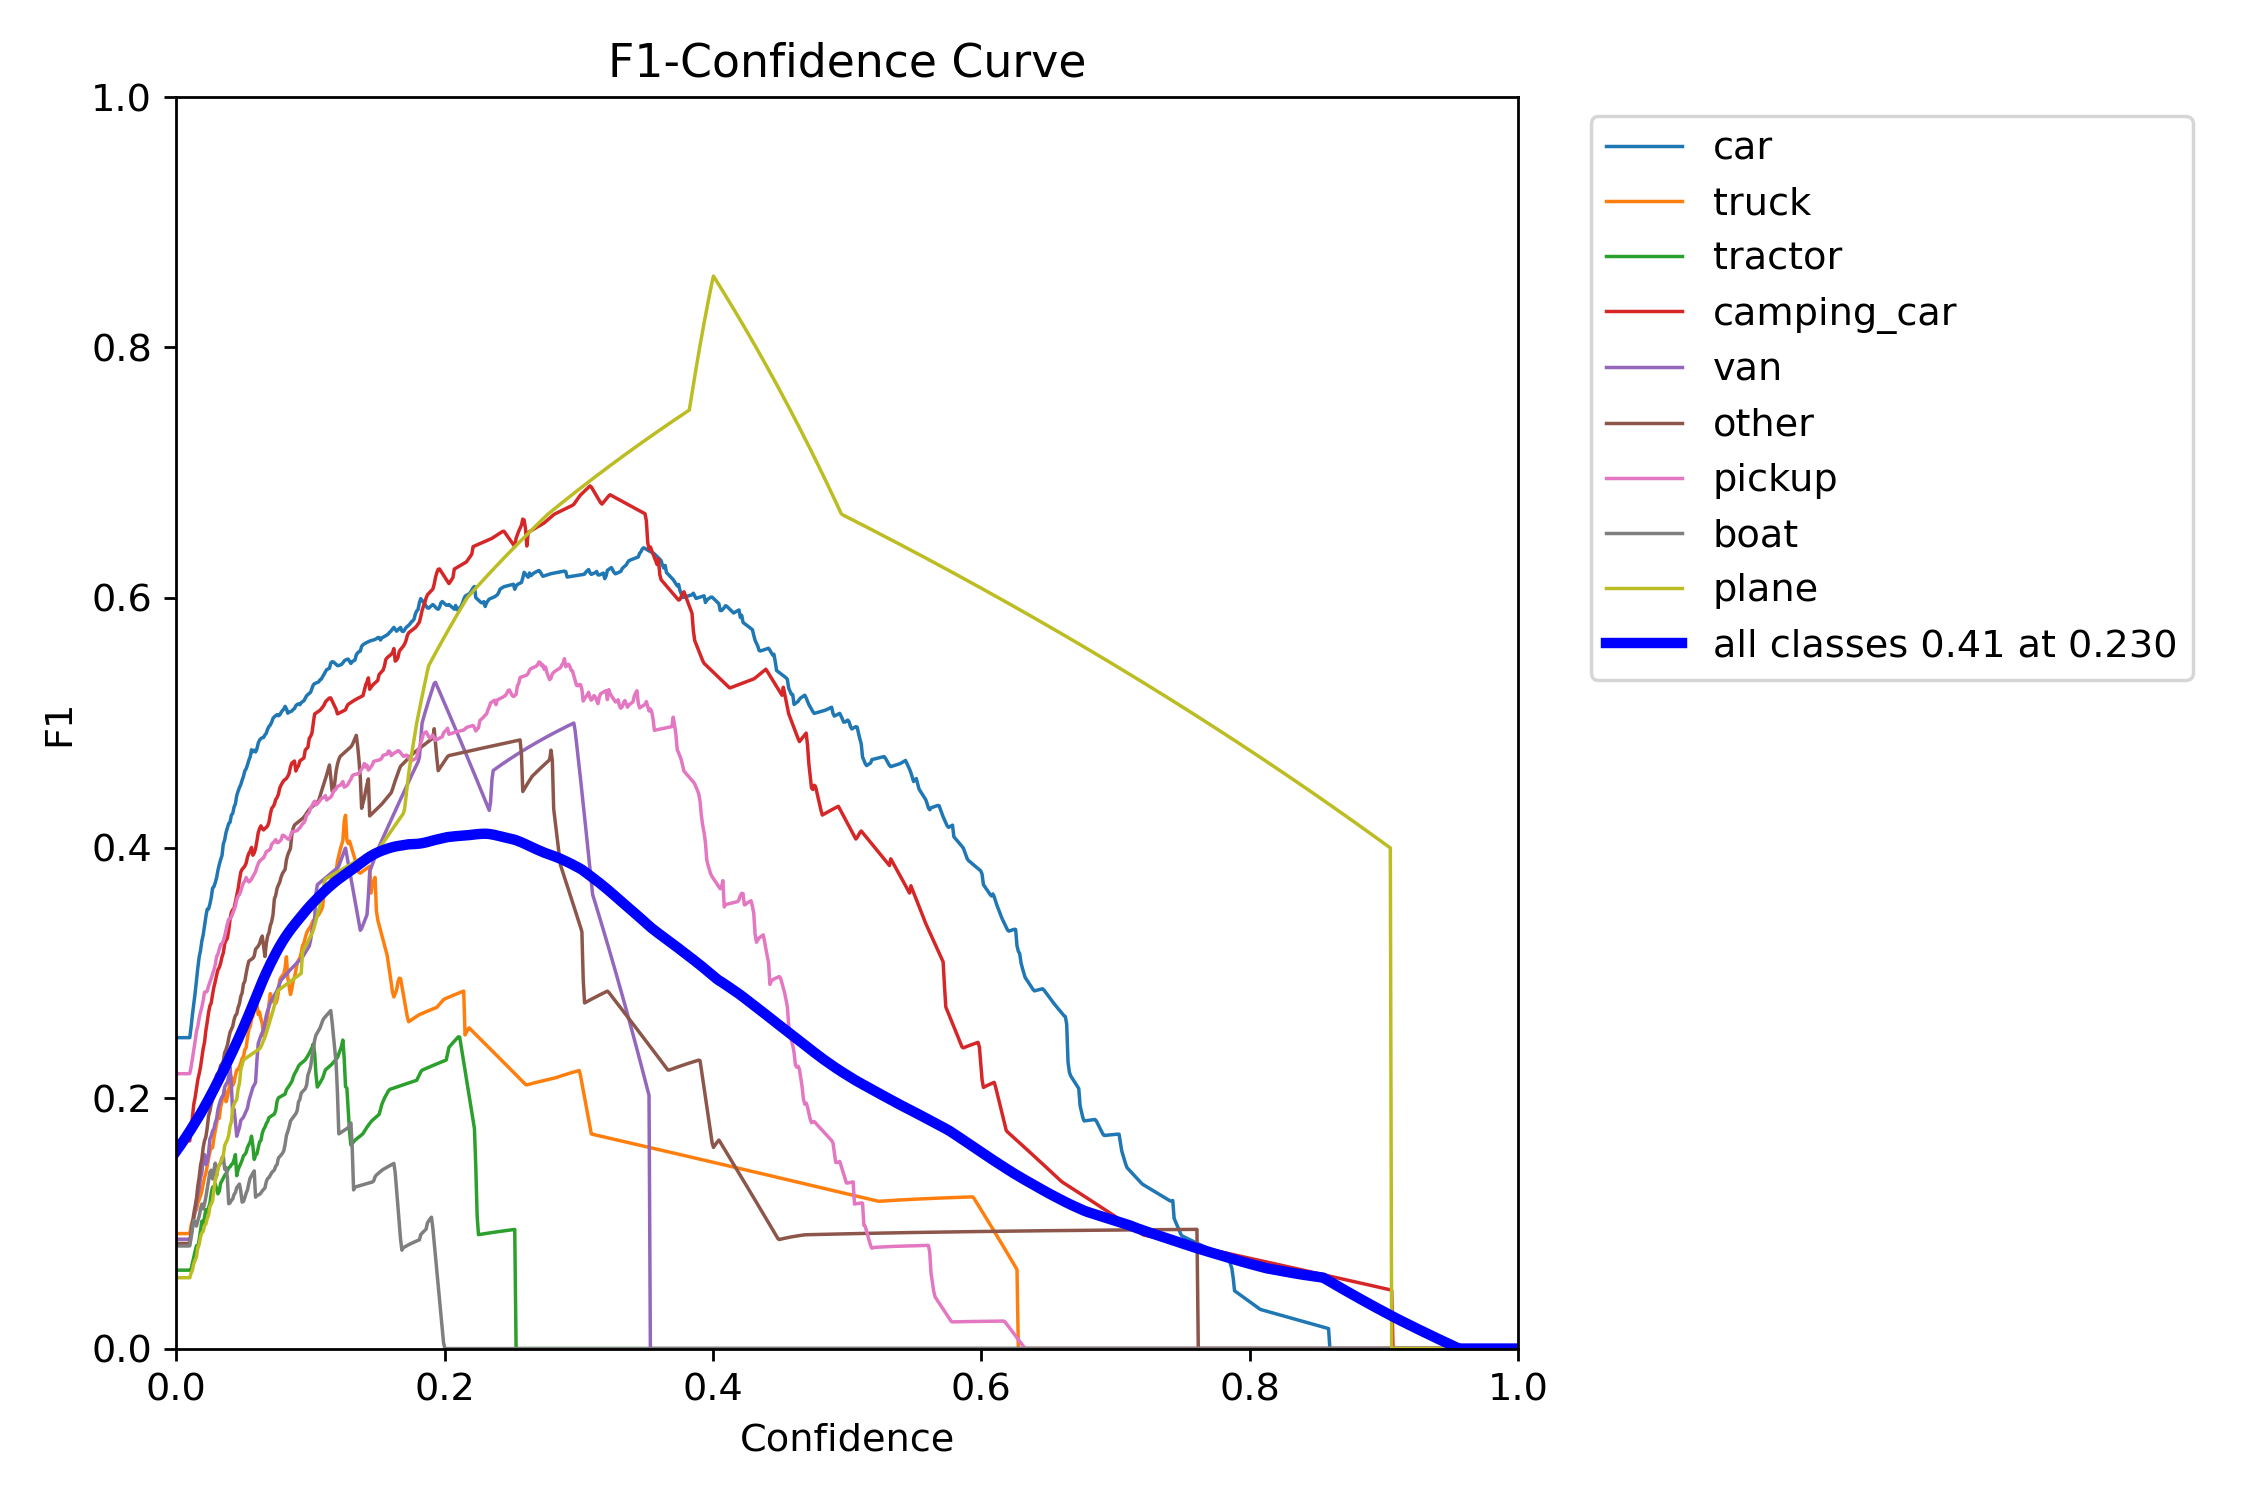 F1-Confidence Curve
1.0
0.8
0.6
0.4
0.2
0.0
F1
0.0 0.2 0.4 0.6 0.8 1.0
Confidence
car
truck
tractor
camping_car
van
other
pickup
boat
plane
all classes 0.41 at 0.230